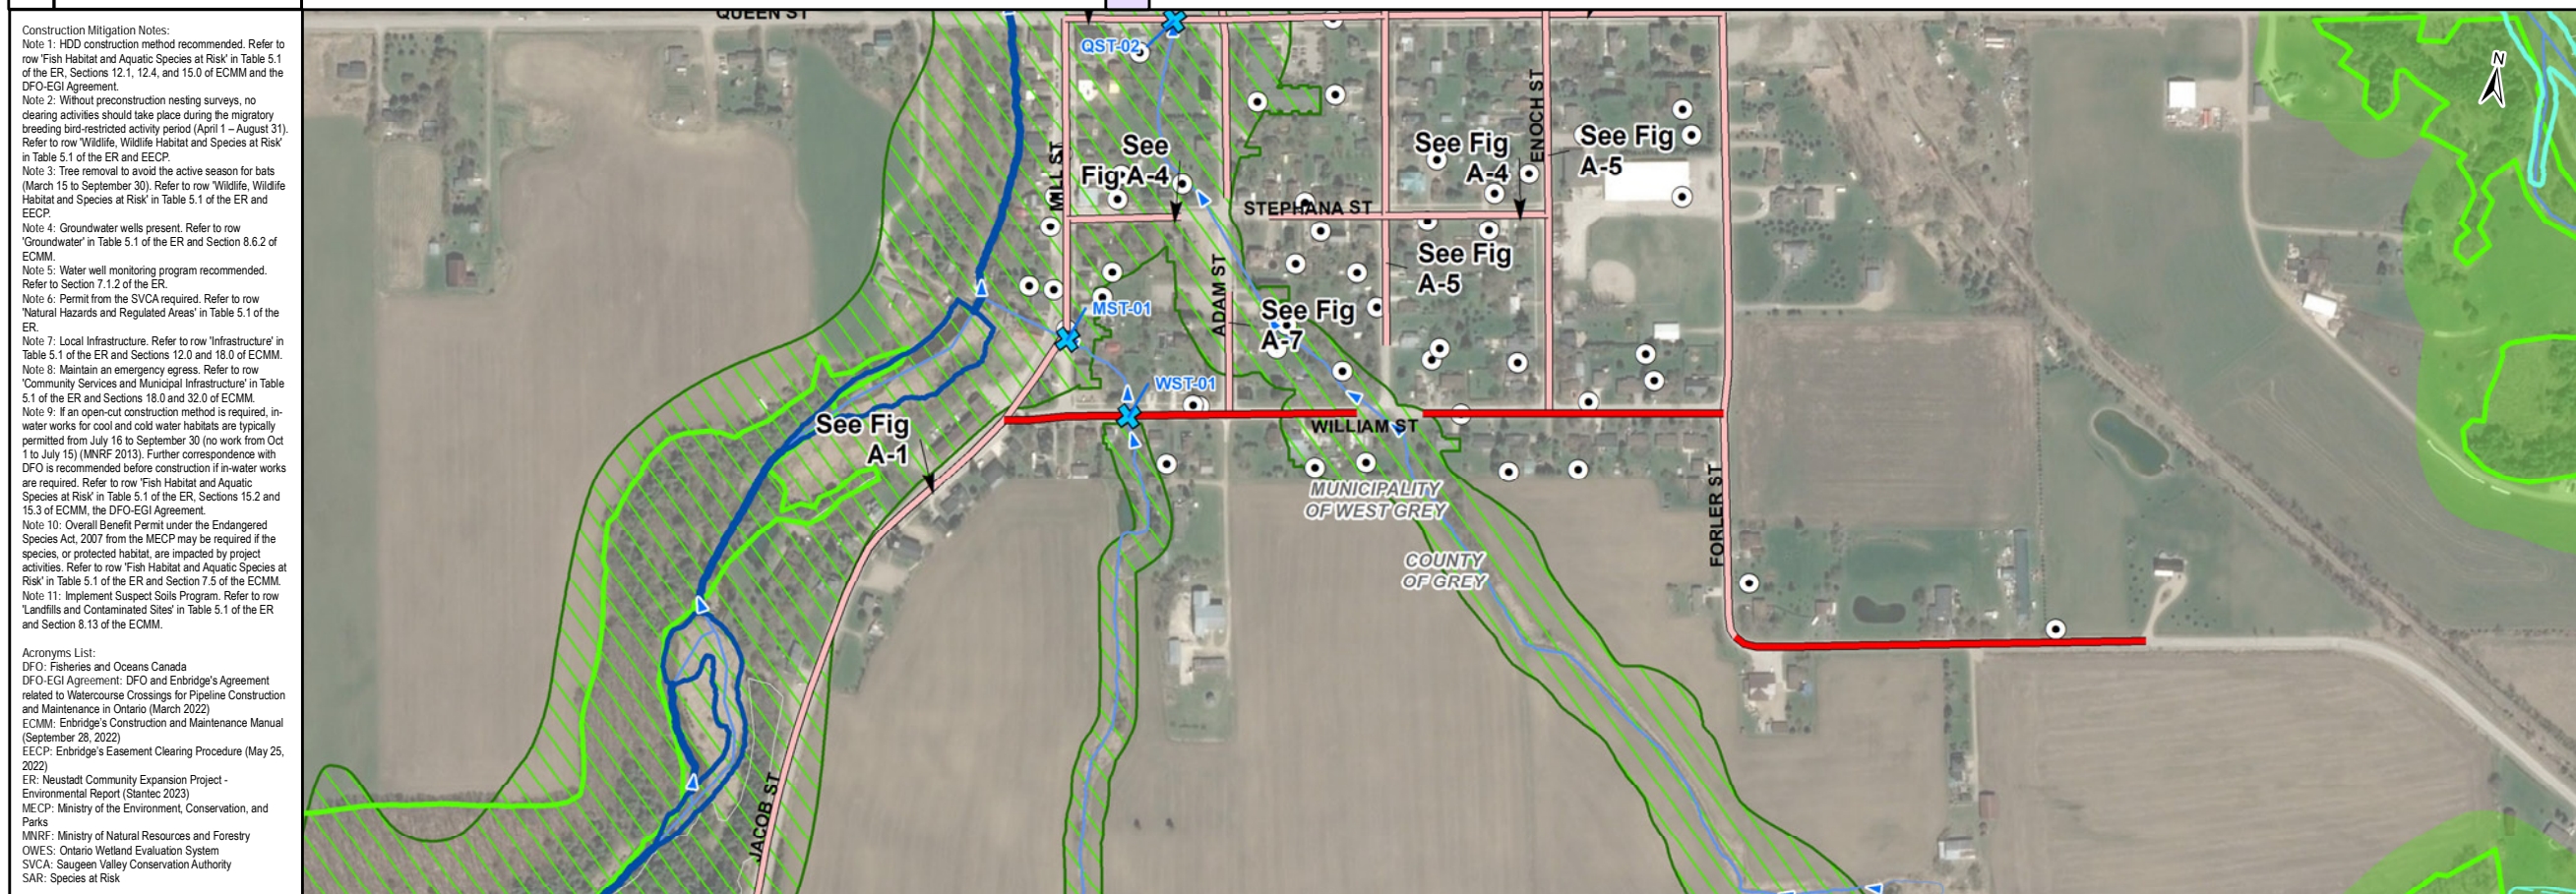 Construction Mitigation Notes:
Note 1: HDD construction method recommended. Refer to
row 'Fish Habitat and Aquatic Species at Risk' in Table 5.1
of the ER, Sections 12.1, 12.4, and 15.0 of ECMM and the
DFO-EGI Agreement.
Note 2: Without preconstruction nesting surveys, no
clearing activities should take place during the migratory
breeding bird-restricted activity period (April 1 – August 31).
Refer to row 'Wildlife, Wildlife Habitat and Species at Risk'
in Table 5.1 of the ER and EECP.
Note 3: Tree removal to avoid the active season for bats
(March 15 to September 30). Refer to row 'Wildlife, Wildlife
Habitat and Species at Risk' in Table 5.1 of the ER and
EECP.
Note 4: Groundwater wells present. Refer to row
'Groundwater' in Table 5.1 of the ER and Section 8.6.2 of
ECMM.
Note 5: Water well monitoring program recommended.
Refer to Section 7.1.2 of the ER.
Note 6: Permit from the SVCA required. Refer to row
'Natural Hazards and Regulated Areas' in Table 5.1 of the
ER.
Note 7: Local Infrastructure. Refer to row 'Infrastructure' in
Table 5.1 of the ER and Sections 12.0 and 18.0 of ECMM.
Note 8: Maintain an emergency egress. Refer to row
'Community Services and Municipal Infrastructure' in Table
5.1 of the ER and Sections 18.0 and 32.0 of ECMM.
Note 9: If an open-cut construction method is required, in-
water works for cool and cold water habitats are typically
permitted from July 16 to September 30 (no work from Oct
1 to July 15) (MNRF 2013). Further correspondence with
DFO is recommended before construction if in-water works
are required. Refer to row 'Fish Habitat and Aquatic
Species at Risk' in Table 5.1 of the ER, Sections 15.2 and
15.3 of ECMM, the DFO-EGI Agreement.
Note 10: Overall Benefit Permit under the Endangered
Species Act, 2007 from the MECP may be required if the
species, or protected habitat, are impacted by project
activities. Refer to row 'Fish Habitat and Aquatic Species at
Risk' in Table 5.1 of the ER and Section 7.5 of the ECMM.
Note 11: Implement Suspect Soils Program. Refer to row
'Landfills and Contaminated Sites' in Table 5.1 of the ER
and Section 8.13 of the ECMM.
Acronyms List:
DFO: Fisheries and Oceans Canada
DFO-EGI Agreement: DFO and Enbridge's Agreement
related to Watercourse Crossings for Pipeline Construction
and Maintenance in Ontario (March 2022)
ECMM: Enbridge's Construction and Maintenance Manual
(September 28, 2022)
EECP: Enbridge's Easement Clearing Procedure (May 25,
2022)
ER: Neustadt Community Expansion Project -
Environmental Report (Stantec 2023)
MECP: Ministry of the Environment, Conservation, and
Parks
MNRF: Ministry of Natural Resources and Forestry
OWES: Ontario Wetland Evaluation System
SVCA: Saugeen Valley Conservation Authority
SAR: Species at Risk
QUEEN ST
QST-02
N
MILL ST
See
Fig A-4
See Fig
A-4
ENOCH ST
See Fig
A-5
STEPHANA ST
See Fig
A-5
ADAM ST
MST-01
See Fig
A-7
WST-01
See Fig
A-1
WILLIAM ST
MUNICIPALITY
OF WEST GREY
FORLER ST
COUNTY
OF GREY
JACOB ST